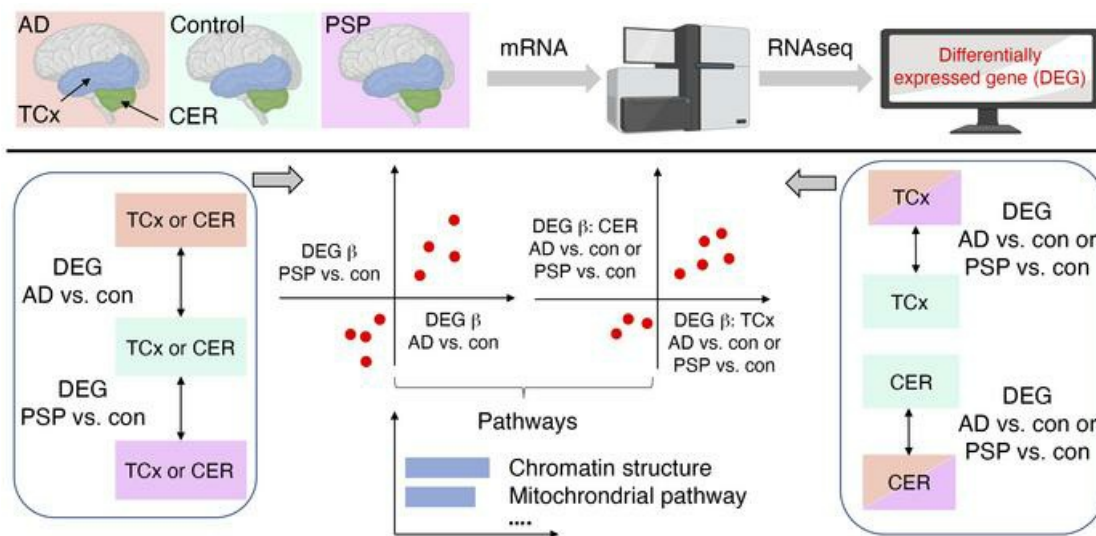 AD
Control
PSP
TCx
CER
mRNA
RNAseq
Differentially
expressed gene (DEG)
TCx or CER
DEG
AD vs. con
TCx or CER
DEG
PSP vs. con
TCx or CER
DEG β
PSP vs. con
DEG β
AD vs. con
DEG β: CER
AD vs. con or
PSP vs. con
DEG β: TCx
AD vs. con or
PSP vs. con
Pathways
Chromatin structure
Mitochrondrial pathway
....
TCx
DEG
AD vs. con or
PSP vs. con
TCx
CER
DEG
AD vs. con or
PSP vs. con
CER